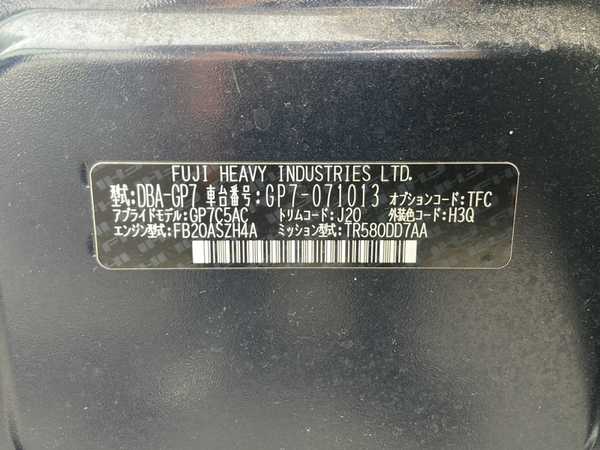 FUJI HEAVY INDUSTRIES LTD.
型式:DBA-GP7 車台番号:GP7-071013 オプションコード:TFC
アプライドモデル:GP7C5AC トリムコード:J20 外装色コード:H3Q
エンジン型式:FB20ASZH4A ミッション型式:TR580DD7AA